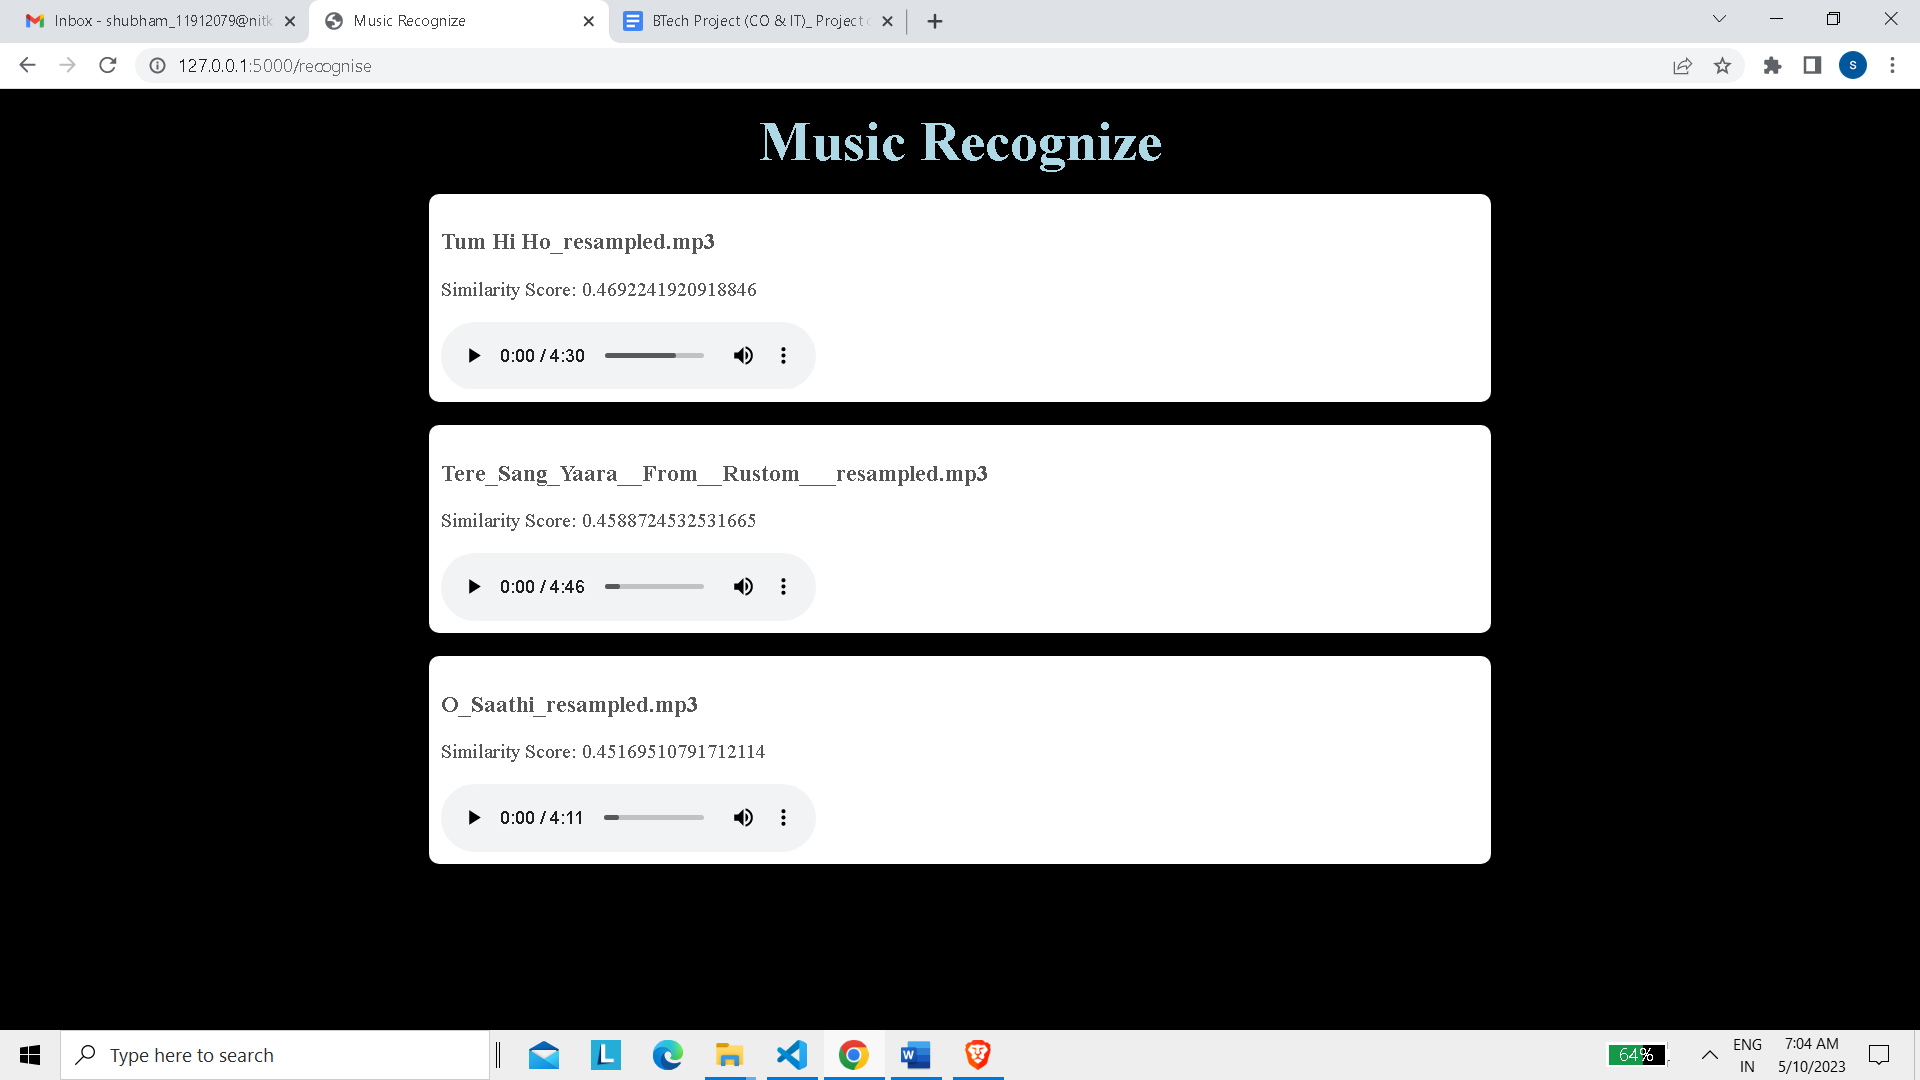 Inbox - shubham_11912079@nitk
Music Recognize
BTech Project (CO & IT)_ Project
127.0.0.1:5000/recognise
S
Music Recognize
Tum Hi Ho_resampled.mp3
Similarity Score: 0.4692241920918846
0:00 / 4:30
Tere_Sang_Yaara__From__Rustom___resampled.mp3
Similarity Score: 0.4588724532531665
0:00 / 4:46
O_Saathi_resampled.mp3
Similarity Score: 0.45169510791712114
0:00 / 4:11
Type here to search
L
W
64%
ENG
IN
7:04 AM
5/10/2023